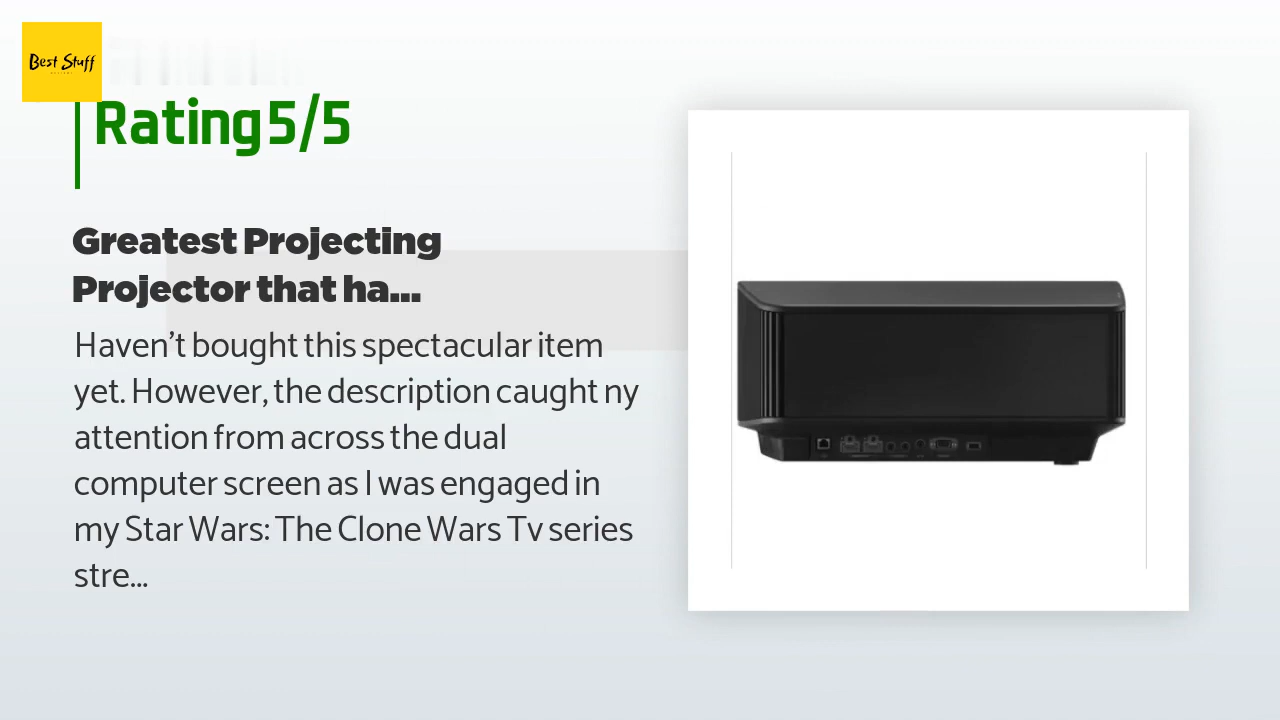 Best Stuff
Rating 5/5
Greatest Projecting
Projector that ha...
Haven't bought this spectacular item
yet. However, the description caught ny
attention from across the dual
computer screen as I was engaged in
my Star Wars: The Clone Wars Tv series
stre...